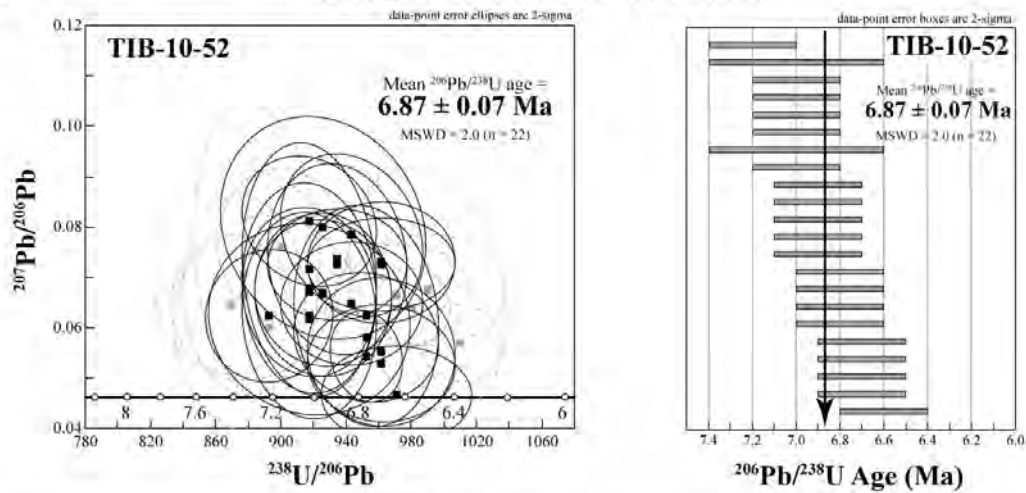 data-point error ellipses are 2-sigma
TIB-10-52
Mean ²⁰⁶Pb/²³⁸U age =
6.87 ± 0.07 Ma
MSWD = 2.0 (n = 22)
0.12
0.10
0.08
0.06
0.04
²⁰⁷Pb/²⁰⁶Pb
8
7.6
7.2
6.8
6.4
6
780
820
860
900
940
980
1020
1060
²³⁸U/²⁰⁶Pb
data-point error boxes are 2-sigma
TIB-10-52
Mean ²⁰⁶Pb/²³⁸U age =
6.87 ± 0.07 Ma
MSWD = 2.0 (n = 22)
7.4
7.2
7.0
6.8
6.6
6.4
6.2
6.0
²⁰⁶Pb/²³⁸U Age (Ma)